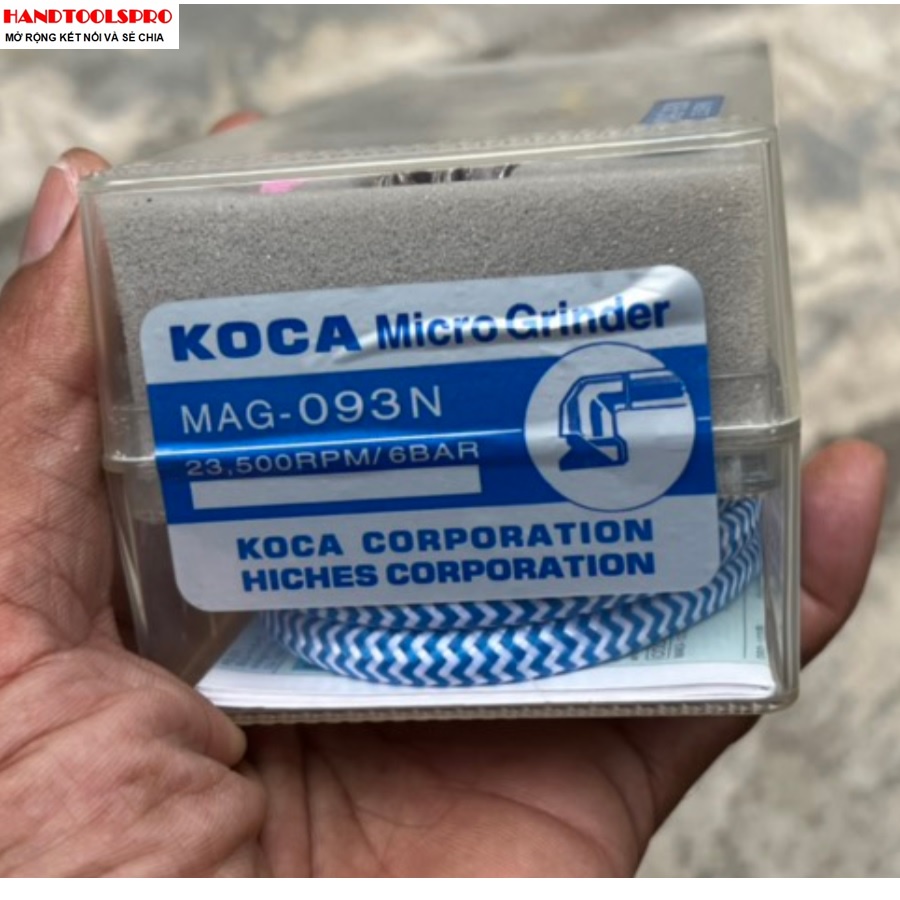 HANDTOOLSPRO
MỞ RỘNG KẾT NỐI VÀ SẺ CHIA
KOCA Micro Grinder
MAG-093N
23,500RPM/6BAR
KOCA CORPORATION
HICHES CORPORATION